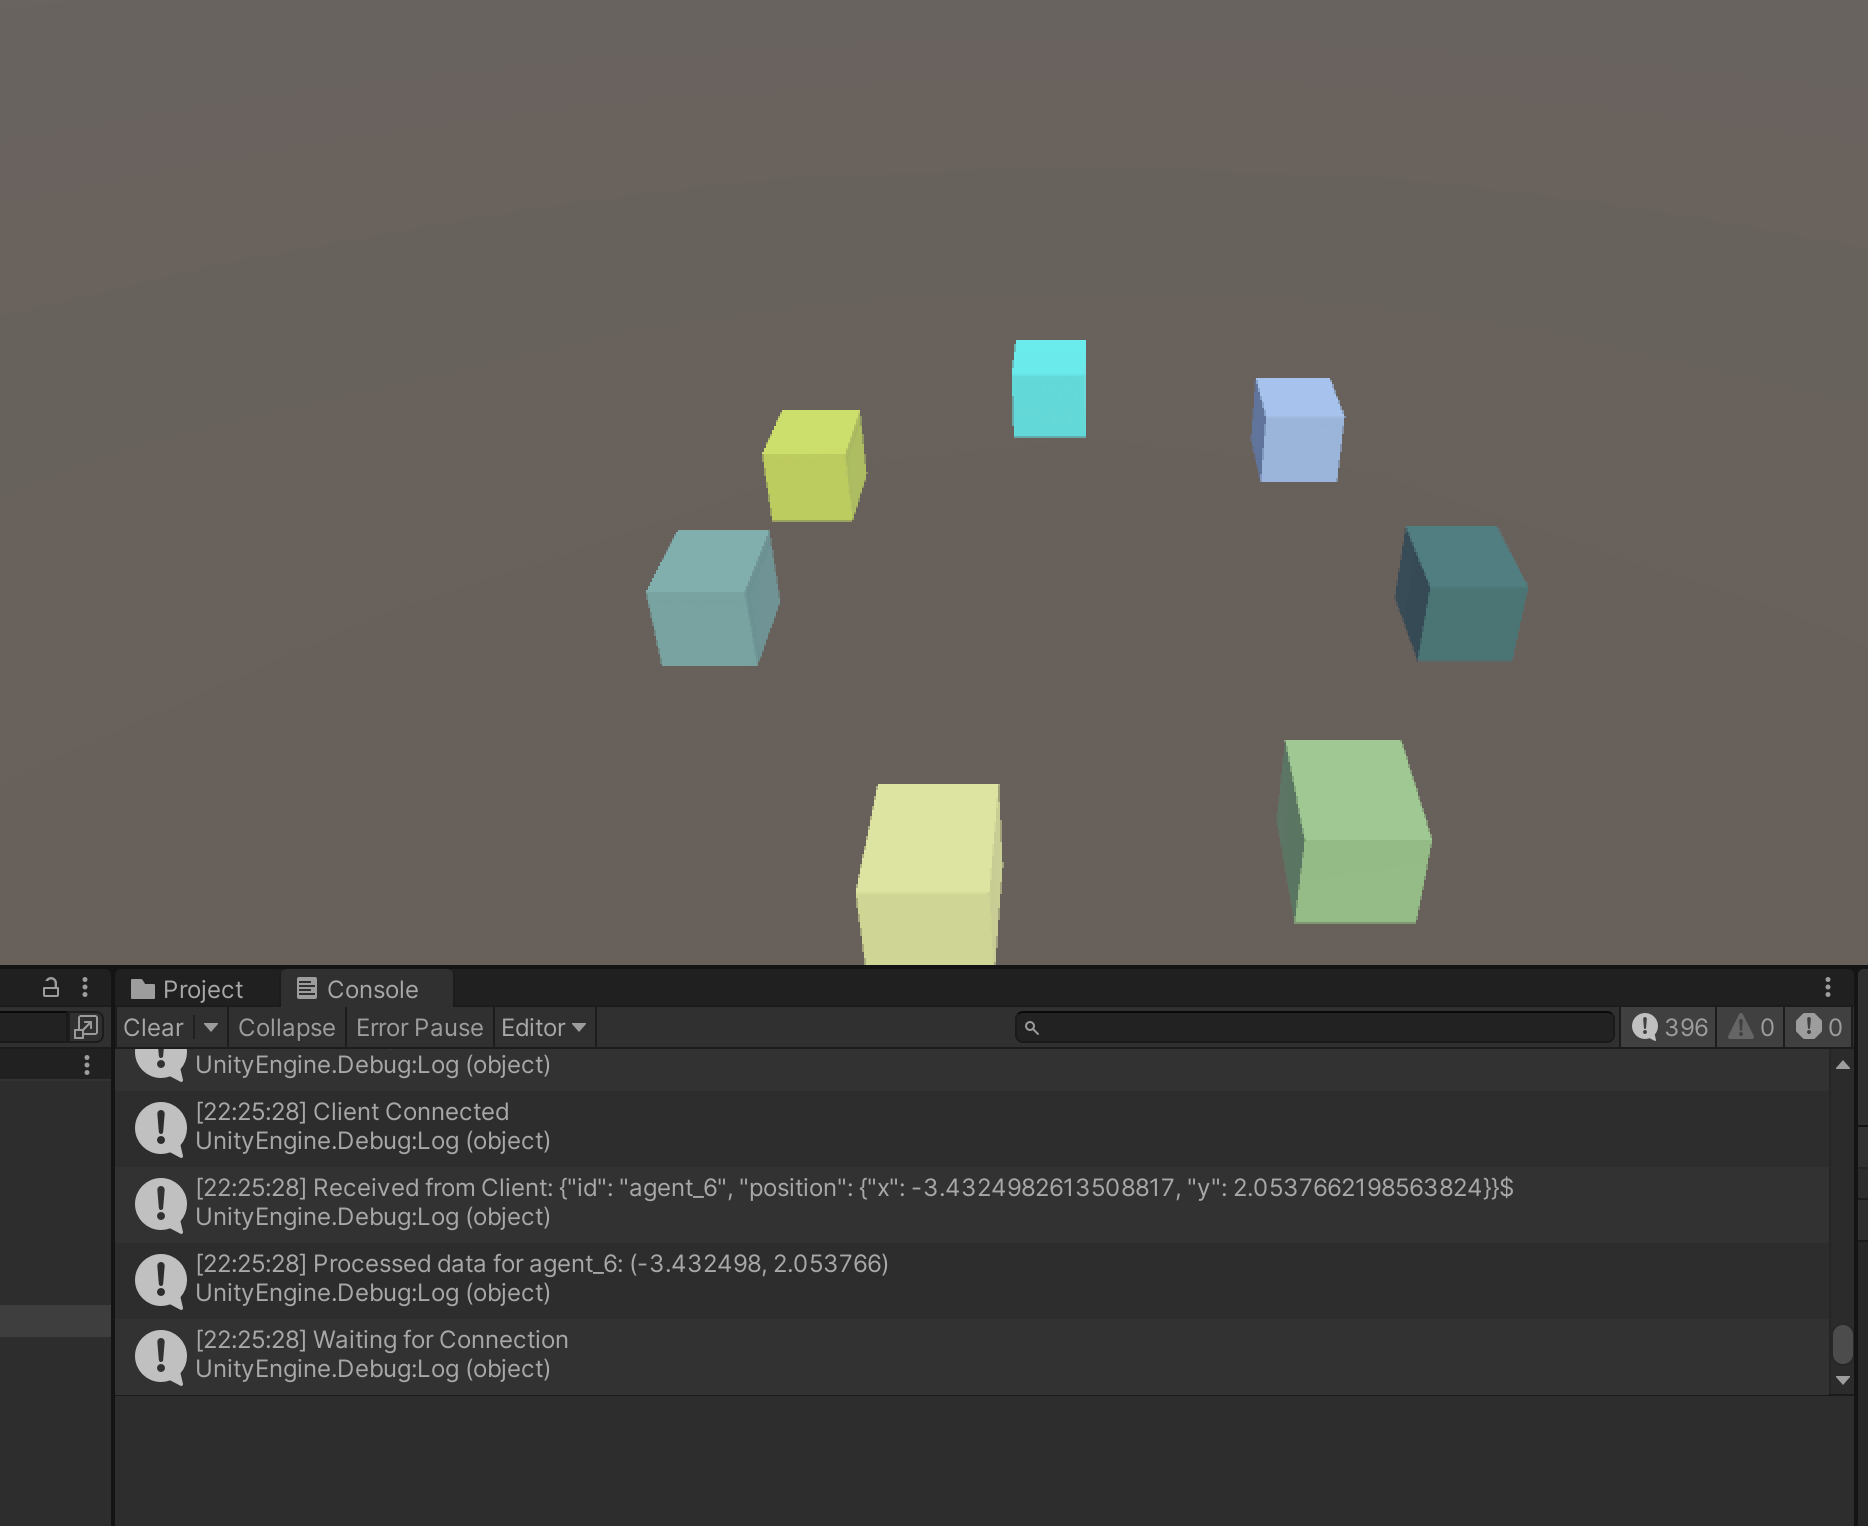 Project
Console
Clear
Collapse
Error Pause
Editor
396
0
0
UnityEngine.Debug:Log (object)
[22:25:28] Client Connected
UnityEngine.Debug:Log (object)
[22:25:28] Received from Client: {"id": "agent_6", "position": {"x": -3.4324982613508817, "y": 2.0537662198563824}}$
UnityEngine.Debug:Log (object)
[22:25:28] Processed data for agent_6: (-3.432498, 2.053766)
UnityEngine.Debug:Log (object)
[22:25:28] Waiting for Connection
UnityEngine.Debug:Log (object)